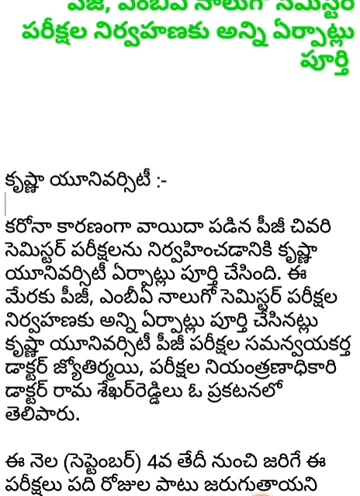 పీజీ, ఎంబీఏ నాలుగో సెమిస్టర్
పరీక్షల నిర్వహణకు అన్ని ఏర్పాట్లు
పూర్తి
కృష్ణా యూనివర్సిటీ :-
కరోనా కారణంగా వాయిదా పడిన పీజీ చివరి
సెమిస్టర్ పరీక్షలను నిర్వహించడానికి కృష్ణా
యూనివర్సిటీ ఏర్పాట్లు పూర్తి చేసింది. ఈ
మేరకు పీజీ, ఎంబీఏ నాలుగో సెమిస్టర్ పరీక్షల
నిర్వహణకు అన్ని ఏర్పాట్లు పూర్తి చేసినట్లు
కృష్ణా యూనివర్సిటీ పీజీ పరీక్షల సమన్వయకర్త
డాక్టర్ జ్యోతిర్మయి, పరీక్షల నియంత్రణాధికారి
డాక్టర్ రామ శేఖర్‌రెడ్డిలు ఓ ప్రకటనలో
తెలిపారు.
ఈ నెల (సెప్టెంబర్) 4వ తేదీ నుంచి జరిగే ఈ
పరీక్షలు పది రోజుల పాటు జరుగుతాయని